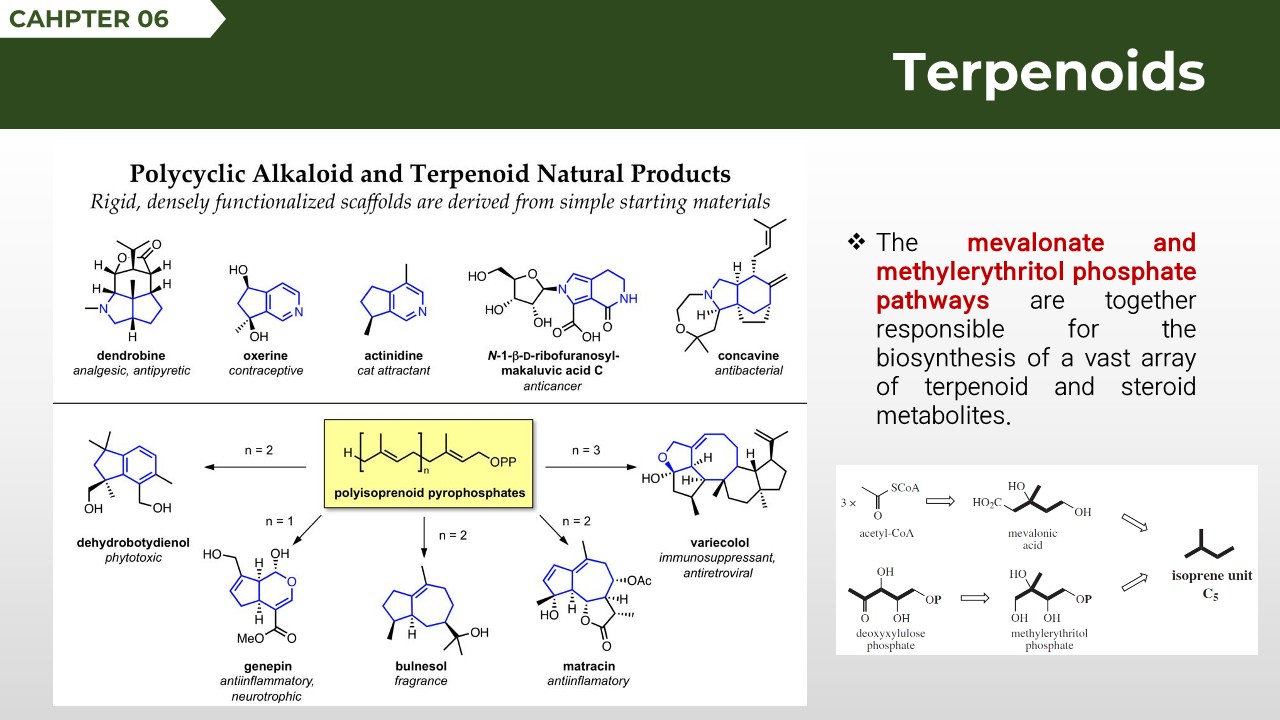 CAHPTER 06
Terpenoids
Polycyclic Alkaloid and Terpenoid Natural Products
Rigid, densely functionalized scaffolds are derived from simple starting materials
O
O
H
H
H
H
N
H
dendrobine
analgesic, antipyretic
HO
N
OH
oxerine
contraceptive
N
actinidine
cat attractant
HO
O
N
NH
HO
OH
O
OH
O
N-1-β-D-ribofuranosyl-
makaluvic acid C
anticancer
H
N
H
O
concavine
antibacterial
OH
OH
dehydrobotydienol
phytotoxic
n = 2
H
n
OPP
polyisoprenoid pyrophosphates
n = 3
O
H
H
HO
H
variecolol
immunosuppressant,
antiretroviral
n = 1
n = 2
n = 2
HO
OH
H
O
H
MeO
O
genepin
antiinflammatory,
neurotrophic
H
OH
bulnesol
fragrance
OAc
H
HO
H
O
O
matracin
antiinflamatory
❖ The mevalonate and
methylerythritol phosphate
pathways are together
responsible for the
biosynthesis of a vast array
of terpenoid and steroid
metabolites.
3 ×
SCoA
O
acetyl-CoA
HO
HO₂C
OH
mevalonic
acid
OH
OP
O
OH
deoxyxylulose
phosphate
HO
OP
OH
OH
methylerythritol
phosphate
isoprene unit
C₅